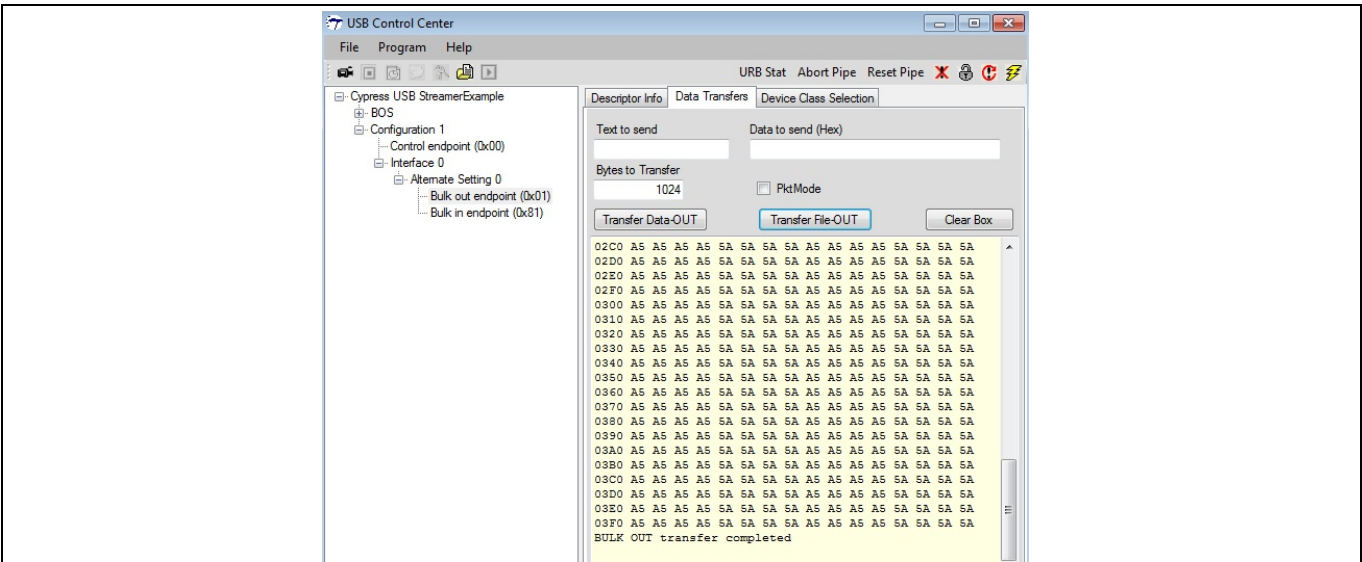 USB Control Center
File Program Help
URB Stat Abort Pipe Reset Pipe
Cypress USB StreamerExample
BOS
Configuration 1
Control endpoint (0x00)
Interface 0
Alternate Setting 0
Bulk out endpoint (0x01)
Bulk in endpoint (0x81)
Descriptor Info Data Transfers Device Class Selection
Text to send Data to send (Hex)
Bytes to Transfer
1024 PktMode
Transfer Data-OUT Transfer File-OUT Clear Box
02C0 A5 A5 A5 A5 5A 5A 5A 5A A5 A5 A5 A5 5A 5A 5A 5A
02D0 A5 A5 A5 A5 5A 5A 5A 5A A5 A5 A5 A5 5A 5A 5A 5A
02E0 A5 A5 A5 A5 5A 5A 5A 5A A5 A5 A5 A5 5A 5A 5A 5A
02F0 A5 A5 A5 A5 5A 5A 5A 5A A5 A5 A5 A5 5A 5A 5A 5A
0300 A5 A5 A5 A5 5A 5A 5A 5A A5 A5 A5 A5 5A 5A 5A 5A
0310 A5 A5 A5 A5 5A 5A 5A 5A A5 A5 A5 A5 5A 5A 5A 5A
0320 A5 A5 A5 A5 5A 5A 5A 5A A5 A5 A5 A5 5A 5A 5A 5A
0330 A5 A5 A5 A5 5A 5A 5A 5A A5 A5 A5 A5 5A 5A 5A 5A
0340 A5 A5 A5 A5 5A 5A 5A 5A A5 A5 A5 A5 5A 5A 5A 5A
0350 A5 A5 A5 A5 5A 5A 5A 5A A5 A5 A5 A5 5A 5A 5A 5A
0360 A5 A5 A5 A5 5A 5A 5A 5A A5 A5 A5 A5 5A 5A 5A 5A
0370 A5 A5 A5 A5 5A 5A 5A 5A A5 A5 A5 A5 5A 5A 5A 5A
0380 A5 A5 A5 A5 5A 5A 5A 5A A5 A5 A5 A5 5A 5A 5A 5A
0390 A5 A5 A5 A5 5A 5A 5A 5A A5 A5 A5 A5 5A 5A 5A 5A
03A0 A5 A5 A5 A5 5A 5A 5A 5A A5 A5 A5 A5 5A 5A 5A 5A
03B0 A5 A5 A5 A5 5A 5A 5A 5A A5 A5 A5 A5 5A 5A 5A 5A
03C0 A5 A5 A5 A5 5A 5A 5A 5A A5 A5 A5 A5 5A 5A 5A 5A
03D0 A5 A5 A5 A5 5A 5A 5A 5A A5 A5 A5 A5 5A 5A 5A 5A
03E0 A5 A5 A5 A5 5A 5A 5A 5A A5 A5 A5 A5 5A 5A 5A 5A
03F0 A5 A5 A5 A5 5A 5A 5A 5A A5 A5 A5 A5 5A 5A 5A 5A
BULK OUT transfer completed